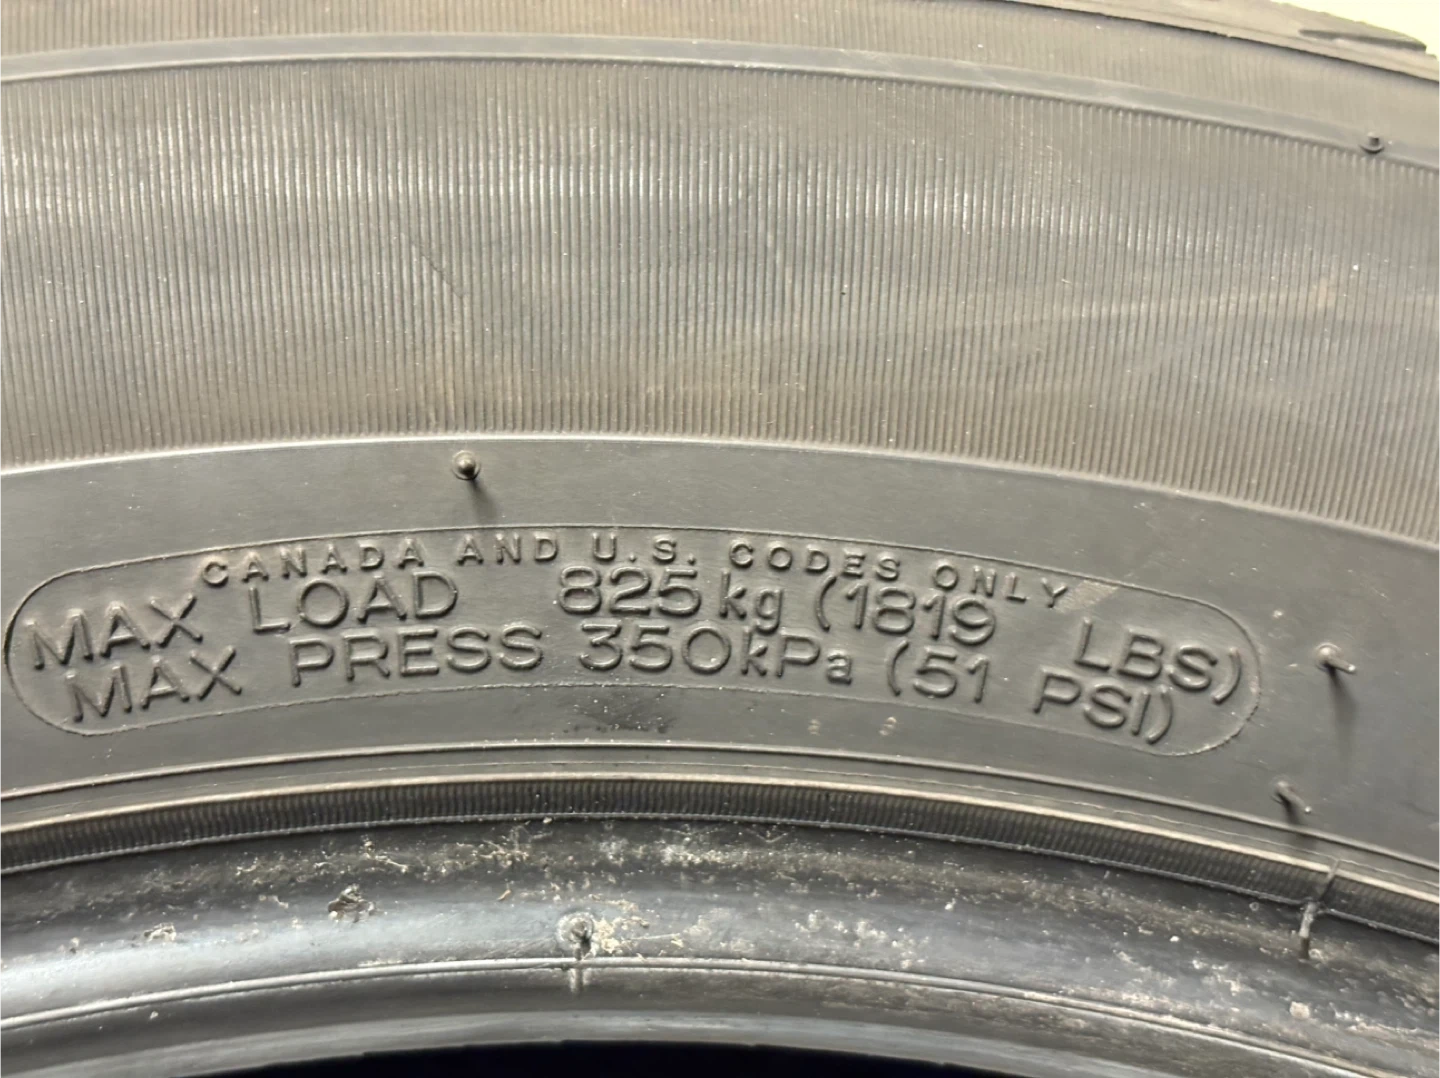 CANADA AND U.S. CODES ONLY
MAX LOAD 825 kg (1819 LBS)
MAX PRESS 350 kPa (51 PSI)